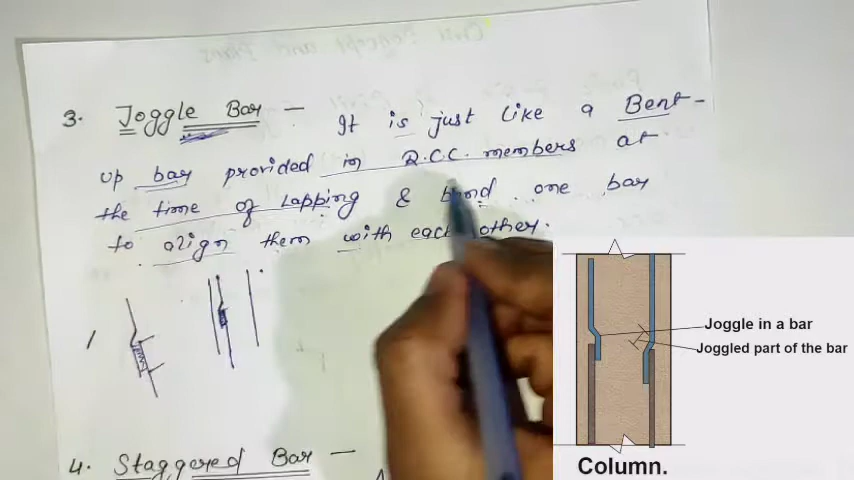 3. Joggle Bar - It is just like a Bent-
up bar provided in R.C.C. members at
the time of Lapping & bend one bar
to align them with each other.
Joggle in a bar
Joggled part of the bar
Column.
4. Staggered Bar -